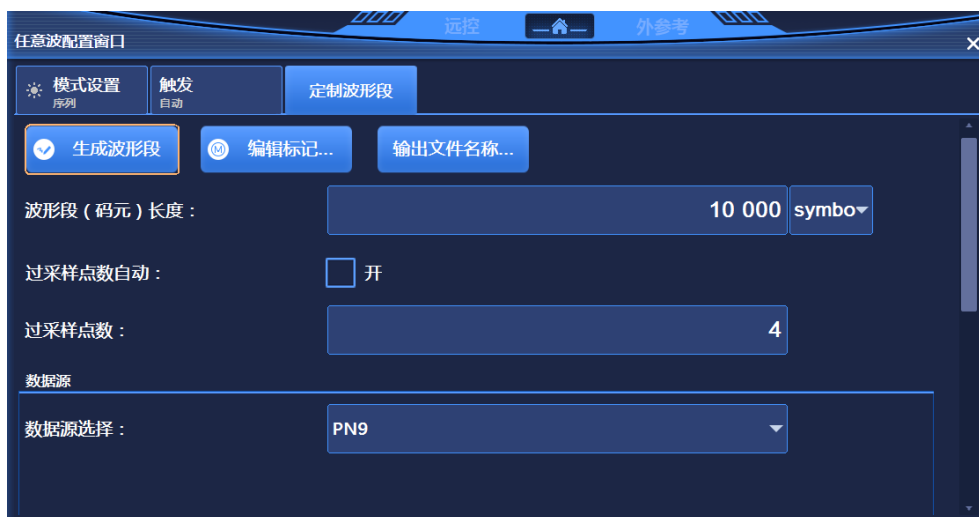 远控 外参考
任意波配置窗口
模式设置 触发 定制波形段
序列 自动
生成波形段 编辑标记... 输出文件名称...
波形段（码元）长度： 10 000 symbo
过采样点数自动： 开
过采样点数： 4
数据源
数据源选择： PN9